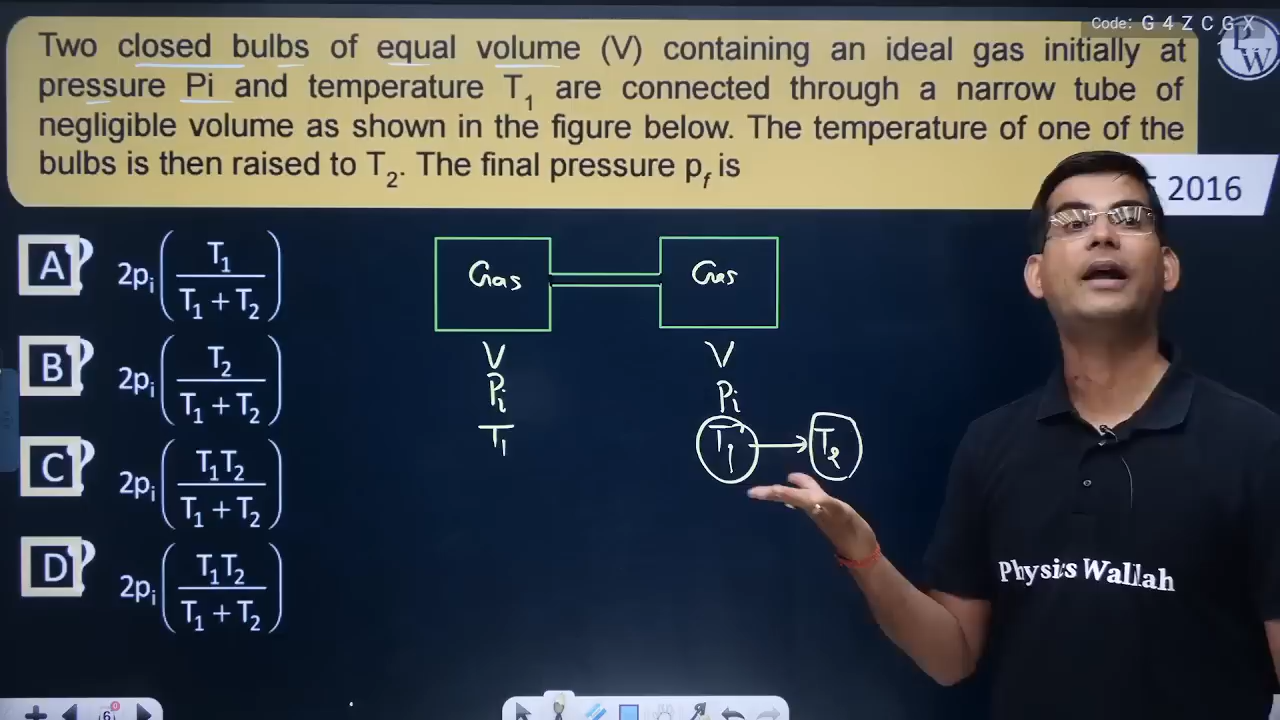 Code: G 4 Z C G X
Two closed bulbs of equal volume (V) containing an ideal gas initially at
pressure Pi and temperature T₁ are connected through a narrow tube of
negligible volume as shown in the figure below. The temperature of one of the
bulbs is then raised to T₂. The final pressure p_f is
2016
P
W
A ? 2pᵢ(T₁ / (T₁ + T₂))
B ? 2pᵢ(T₂ / (T₁ + T₂))
C ? 2pᵢ(T₁T₂ / (T₁ + T₂))
D ? 2pᵢ(T₁T₂ / (T₁ + T₂))
Gas
Gas
V
Pi
T₁
V
Pi
T₁ → T₂
Physics Wallah
6
0